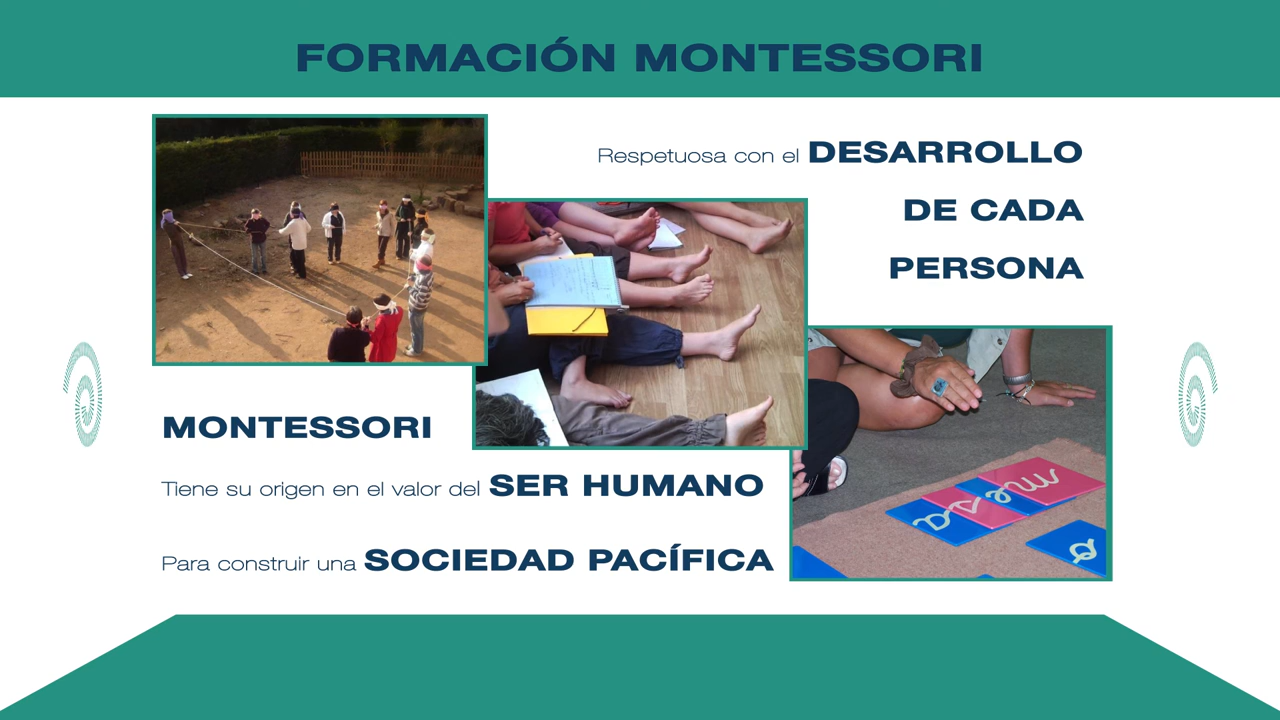 FORMACIÓN MONTESSORI
Respetuosa con el DESARROLLO
DE CADA
PERSONA
MONTESSORI
Tiene su origen en el valor del SER HUMANO
Para construir una SOCIEDAD PACÍFICA
mesa
a